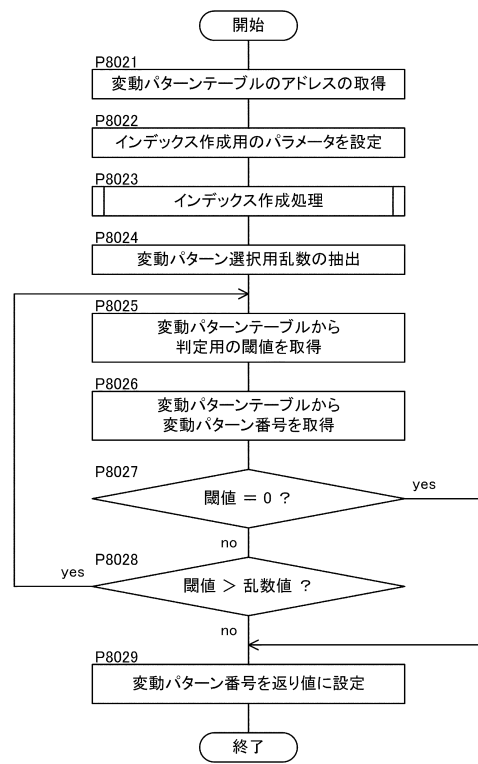 開始
P8021
変動パターンテーブルのアドレスの取得
P8022
インデックス作成用のパラメータを設定
P8023
インデックス作成処理
P8024
変動パターン選択用乱数の抽出
P8025
変動パターンテーブルから
判定用の閾値を取得
P8026
変動パターンテーブルから
変動パターン番号を取得
P8027
閾値 = 0 ?
yes
no
P8028
閾値 > 乱数値 ?
yes
no
P8029
変動パターン番号を返り値に設定
終了